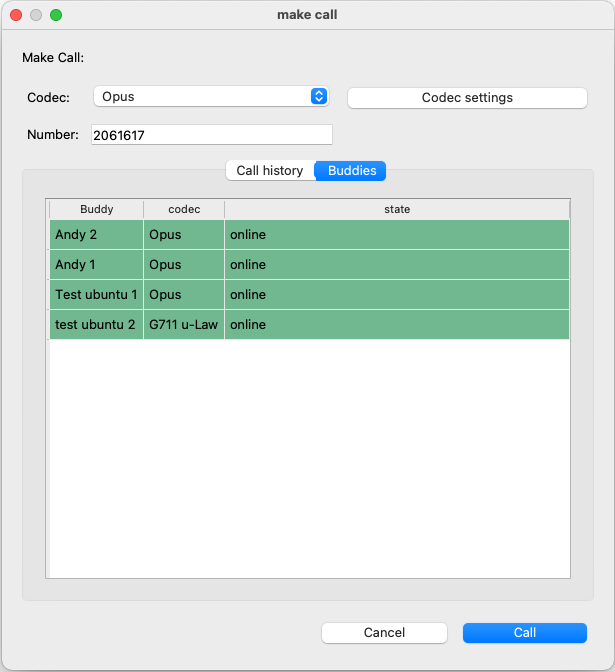 make call
Make Call:
Codec: Opus Codec settings
Number: 2061617
Call history Buddies
Buddy codec state
Andy 2 Opus online
Andy 1 Opus online
Test ubuntu 1 Opus online
test ubuntu 2 G711 u-Law online
Cancel Call